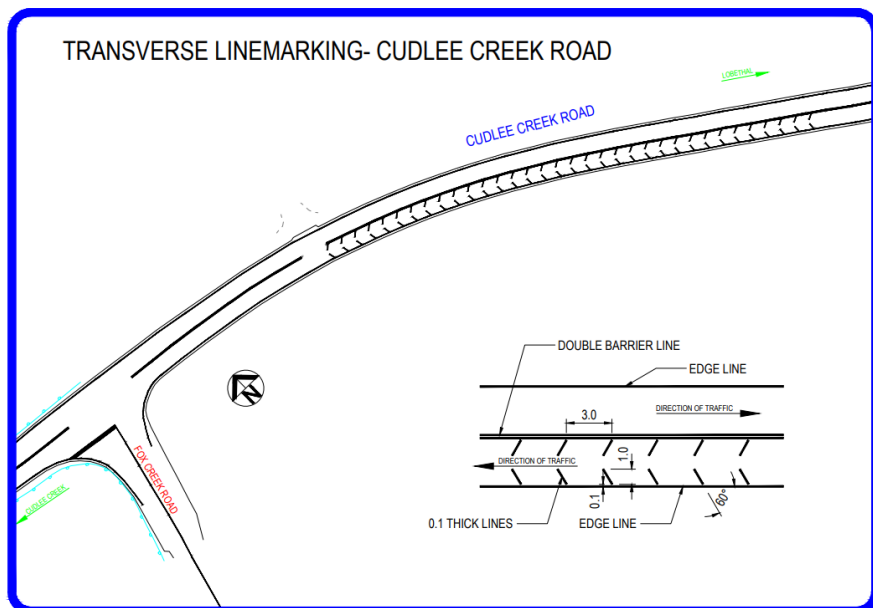 TRANSVERSE LINEMARKING- CUDLEE CREEK ROAD
LOBETHAL
CUDLEE CREEK ROAD
DOUBLE BARRIER LINE
EDGE LINE
3.0
DIRECTION OF TRAFFIC
N
FOX CREEK ROAD
DIRECTION OF TRAFFIC
1.0
CUDLEE CREEK
0.1
60°
0.1 THICK LINES
EDGE LINE